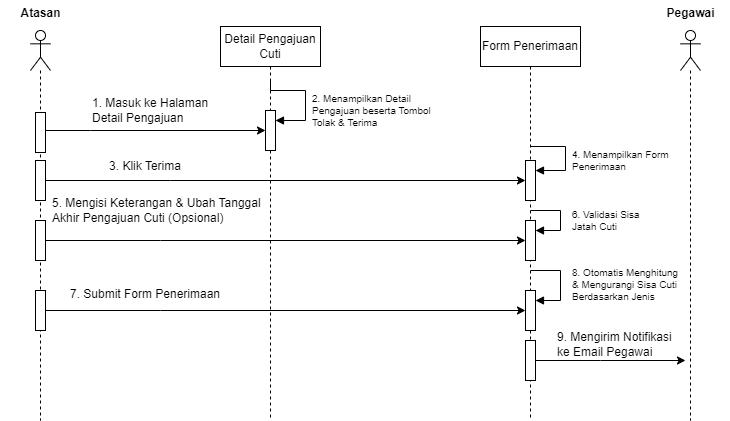 Atasan
Pegawai
Detail Pengajuan
Cuti
Form Penerimaan
1. Masuk ke Halaman
Detail Pengajuan
2. Menampilkan Detail
Pengajuan beserta Tombol
Tolak & Terima
3. Klik Terima
4. Menampilkan Form
Penerimaan
5. Mengisi Keterangan & Ubah Tanggal
Akhir Pengajuan Cuti (Opsional)
6. Validasi Sisa
Jatah Cuti
7. Submit Form Penerimaan
8. Otomatis Menghitung
& Mengurangi Sisa Cuti
Berdasarkan Jenis
9. Mengirim Notifikasi
ke Email Pegawai